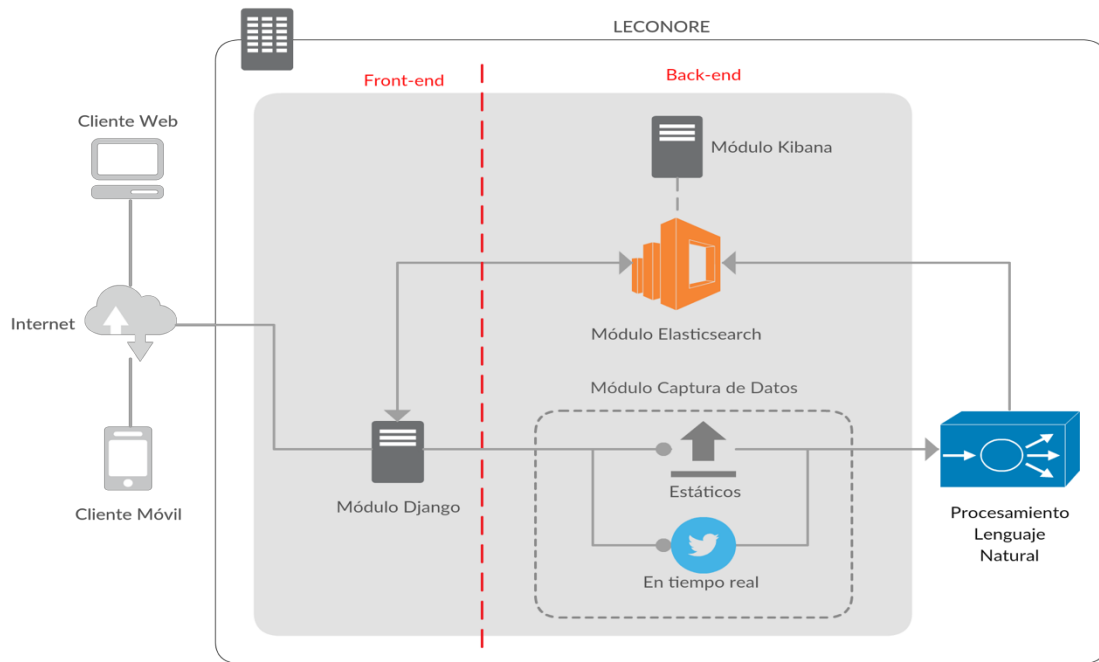 LECONORE
Front-end
Back-end
Cliente Web
Módulo Kibana
Internet
Módulo Elasticsearch
Módulo Captura de Datos
Estáticos
Módulo Django
Cliente Móvil
En tiempo real
Procesamiento
Lenguaje
Natural